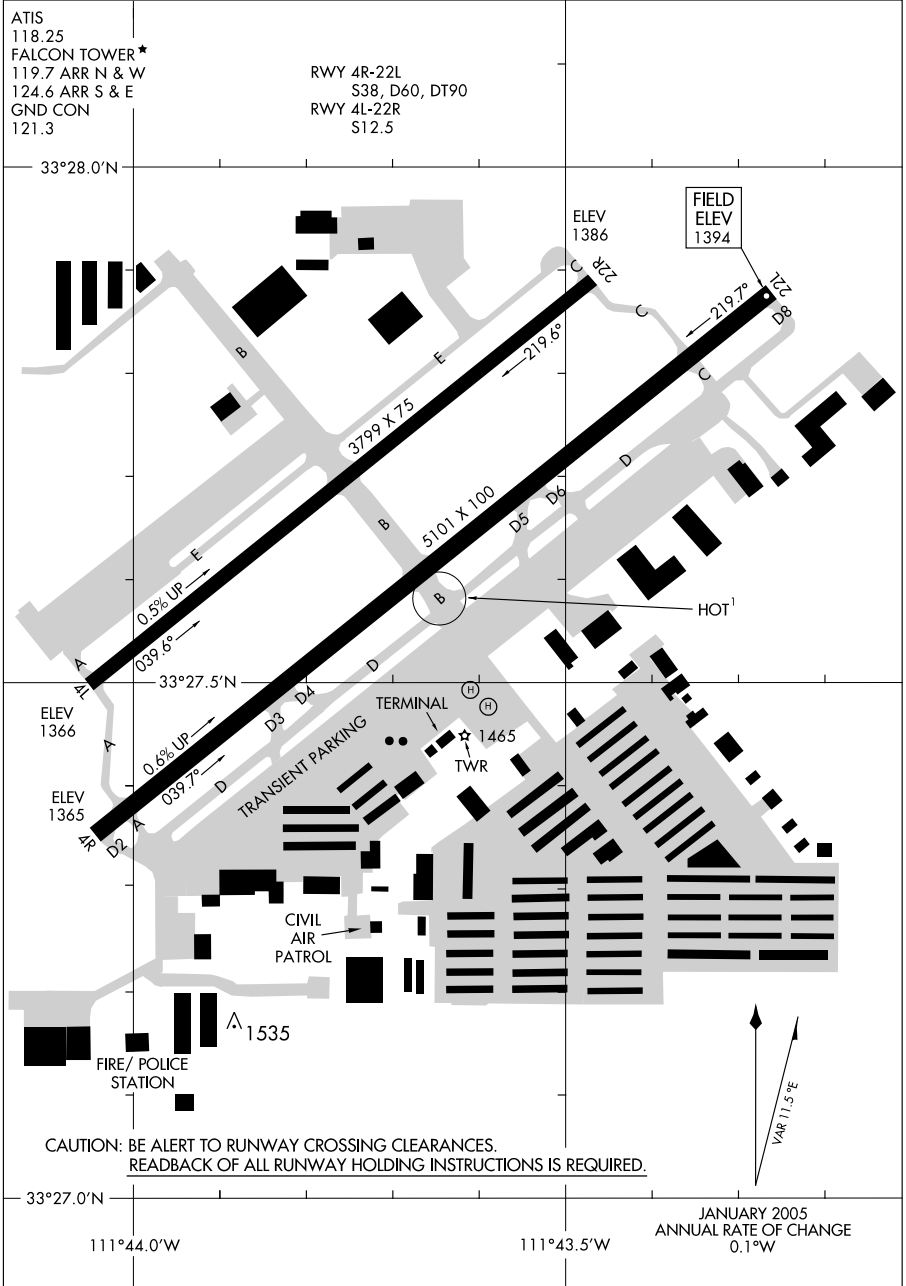 ATIS
118.25
FALCON TOWER★
119.7 ARR N & W
124.6 ARR S & E
GND CON
121.3
RWY 4R-22L
S38, D60, DT90
RWY 4L-22R
S12.5
33°28.0'N
ELEV
1386
FIELD
ELEV
1394
C
22R
22L
219.7°
D8
C
B
E
219.6°
C
3799 X 75
D
5101 X 100
D6
D5
B
E
0.5% UP
B
HOT1
039.6°
A
4L
D
33°27.5'N
H
H
D4
D3
TERMINAL
ELEV
1366
A
0.6% UP
TRANSIENT PARKING
1465
TWR
039.7°
D
ELEV
1365
A
4R
D2
CIVIL
AIR
PATROL
1535
FIRE/ POLICE
STATION
VAR 11.5 °E
CAUTION: BE ALERT TO RUNWAY CROSSING CLEARANCES.
READBACK OF ALL RUNWAY HOLDING INSTRUCTIONS IS REQUIRED.
33°27.0'N
JANUARY 2005
ANNUAL RATE OF CHANGE
0.1°W
111°44.0'W
111°43.5'W